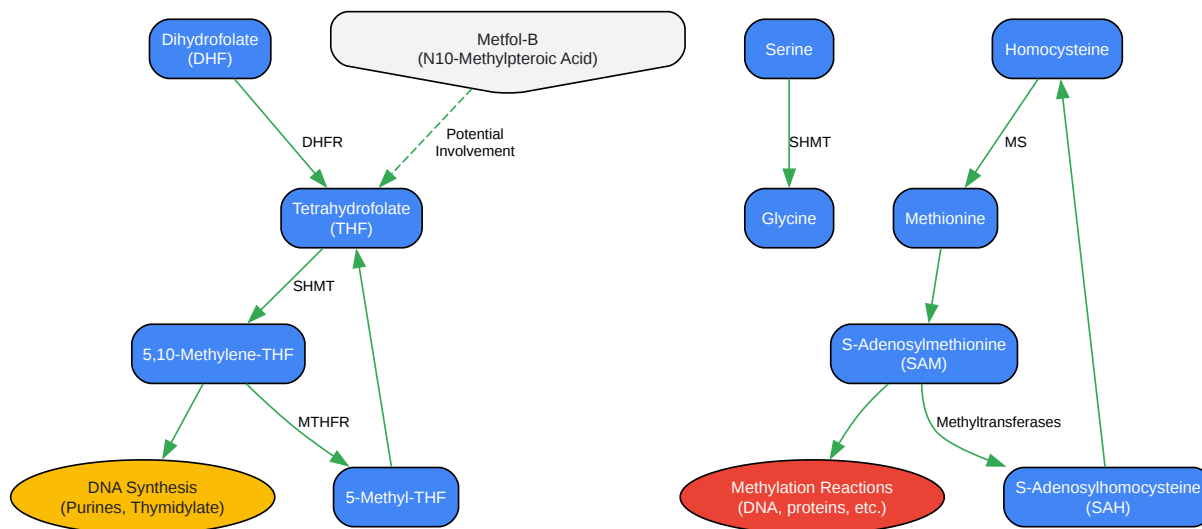 Dihydrofolate
(DHF)
Metfol-B
(N10-Methylpteroic Acid)
Serine
Homocysteine
DHFR
Potential
Involvement
SHMT
MS
Tetrahydrofolate
(THF)
Glycine
Methionine
SHMT
5,10-Methylene-THF
S-Adenosylmethionine
(SAM)
MTHFR
Methyltransferases
DNA Synthesis
(Purines, Thymidylate)
5-Methyl-THF
Methylation Reactions
(DNA, proteins, etc.)
S-Adenosylhomocysteine
(SAH)